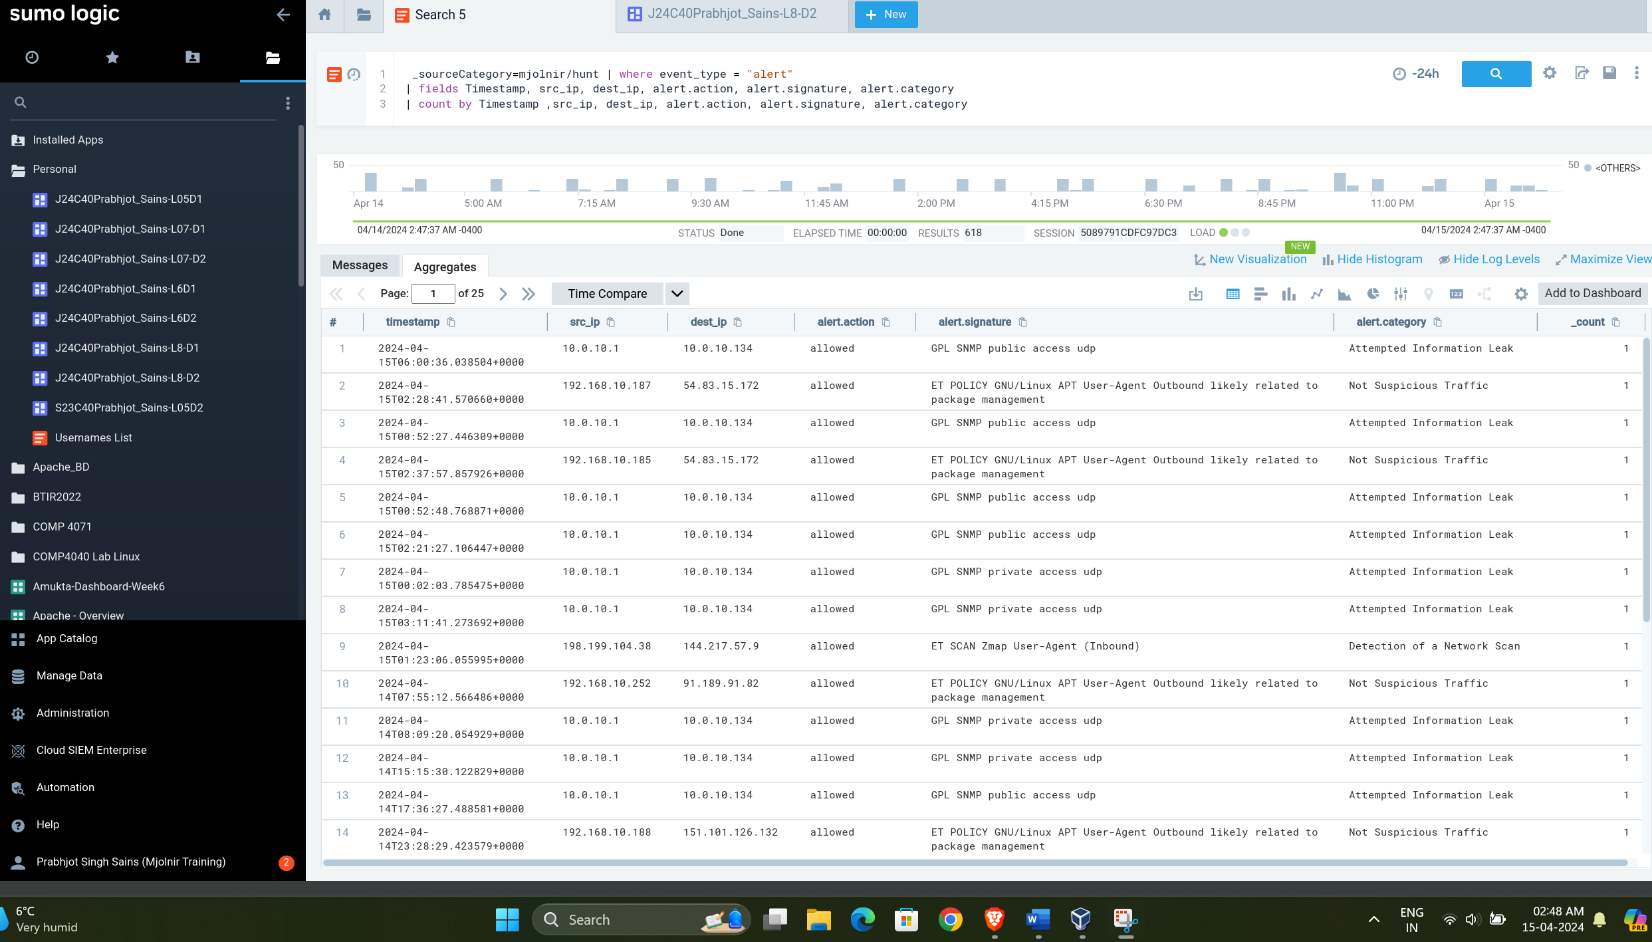 sumo logic
Search 5
J24C40Prabhjot_Sains-L8-D2
+ New
1 _sourceCategory=mjolnir/hunt | where event_type = "alert"
2 | fields Timestamp, src_ip, dest_ip, alert.action, alert.signature, alert.category
3 | count by Timestamp ,src_ip, dest_ip, alert.action, alert.signature, alert.category
-24h
Installed Apps
Personal
J24C40Prabhjot_Sains-L05D1
J24C40Prabhjot_Sains-L07-D1
J24C40Prabhjot_Sains-L07-D2
J24C40Prabhjot_Sains-L6D1
J24C40Prabhjot_Sains-L6D2
J24C40Prabhjot_Sains-L8-D1
J24C40Prabhjot_Sains-L8-D2
S23C40Prabhjot_Sains-L05D2
Usernames List
Apache_BD
BTIR2022
COMP 4071
COMP4040 Lab Linux
Amukta-Dashboard-Week6
Apache - Overview
App Catalog
Manage Data
Administration
Cloud SIEM Enterprise
Automation
Help
Prabhjot Singh Sains (Mjolnir Training) 2
50 50 <OTHERS>
Apr 14 5:00 AM 7:15 AM 9:30 AM 11:45 AM 2:00 PM 4:15 PM 6:30 PM 8:45 PM 11:00 PM Apr 15
04/14/2024 2:47:37 AM -0400 STATUS Done ELAPSED TIME 00:00:00 RESULTS 618 SESSION 5089791CDFC97DC3 LOAD 04/15/2024 2:47:37 AM -0400
NEW
Messages Aggregates New Visualization Hide Histogram Hide Log Levels Maximize View
Page: 1 of 25 Time Compare Add to Dashboard
# timestamp src_ip dest_ip alert.action alert.signature alert.category _count
1 2024-04-15T06:00:36.038504+0000 10.0.10.1 10.0.10.134 allowed GPL SNMP public access udp Attempted Information Leak 1
2 2024-04-15T02:28:41.570660+0000 192.168.10.187 54.83.15.172 allowed ET POLICY GNU/Linux APT User-Agent Outbound likely related to package management Not Suspicious Traffic 1
3 2024-04-15T00:52:27.446309+0000 10.0.10.1 10.0.10.134 allowed GPL SNMP public access udp Attempted Information Leak 1
4 2024-04-15T02:37:57.857926+0000 192.168.10.185 54.83.15.172 allowed ET POLICY GNU/Linux APT User-Agent Outbound likely related to package management Not Suspicious Traffic 1
5 2024-04-15T00:52:48.768871+0000 10.0.10.1 10.0.10.134 allowed GPL SNMP public access udp Attempted Information Leak 1
6 2024-04-15T02:21:27.106447+0000 10.0.10.1 10.0.10.134 allowed GPL SNMP public access udp Attempted Information Leak 1
7 2024-04-15T00:02:03.785475+0000 10.0.10.1 10.0.10.134 allowed GPL SNMP private access udp Attempted Information Leak 1
8 2024-04-15T03:11:41.273692+0000 10.0.10.1 10.0.10.134 allowed GPL SNMP private access udp Attempted Information Leak 1
9 2024-04-15T01:23:06.055995+0000 198.199.104.38 144.217.57.9 allowed ET SCAN Zmap User-Agent (Inbound) Detection of a Network Scan 1
10 2024-04-14T07:55:12.566486+0000 192.168.10.252 91.189.91.82 allowed ET POLICY GNU/Linux APT User-Agent Outbound likely related to package management Not Suspicious Traffic 1
11 2024-04-14T08:09:20.054929+0000 10.0.10.1 10.0.10.134 allowed GPL SNMP private access udp Attempted Information Leak 1
12 2024-04-14T15:15:30.122829+0000 10.0.10.1 10.0.10.134 allowed GPL SNMP private access udp Attempted Information Leak 1
13 2024-04-14T17:36:27.488581+0000 10.0.10.1 10.0.10.134 allowed GPL SNMP public access udp Attempted Information Leak 1
14 2024-04-14T23:28:29.423579+0000 192.168.10.188 151.101.126.132 allowed ET POLICY GNU/Linux APT User-Agent Outbound likely related to package management Not Suspicious Traffic 1
6°C
Very humid
Search
ENG
IN
02:48 AM
15-04-2024